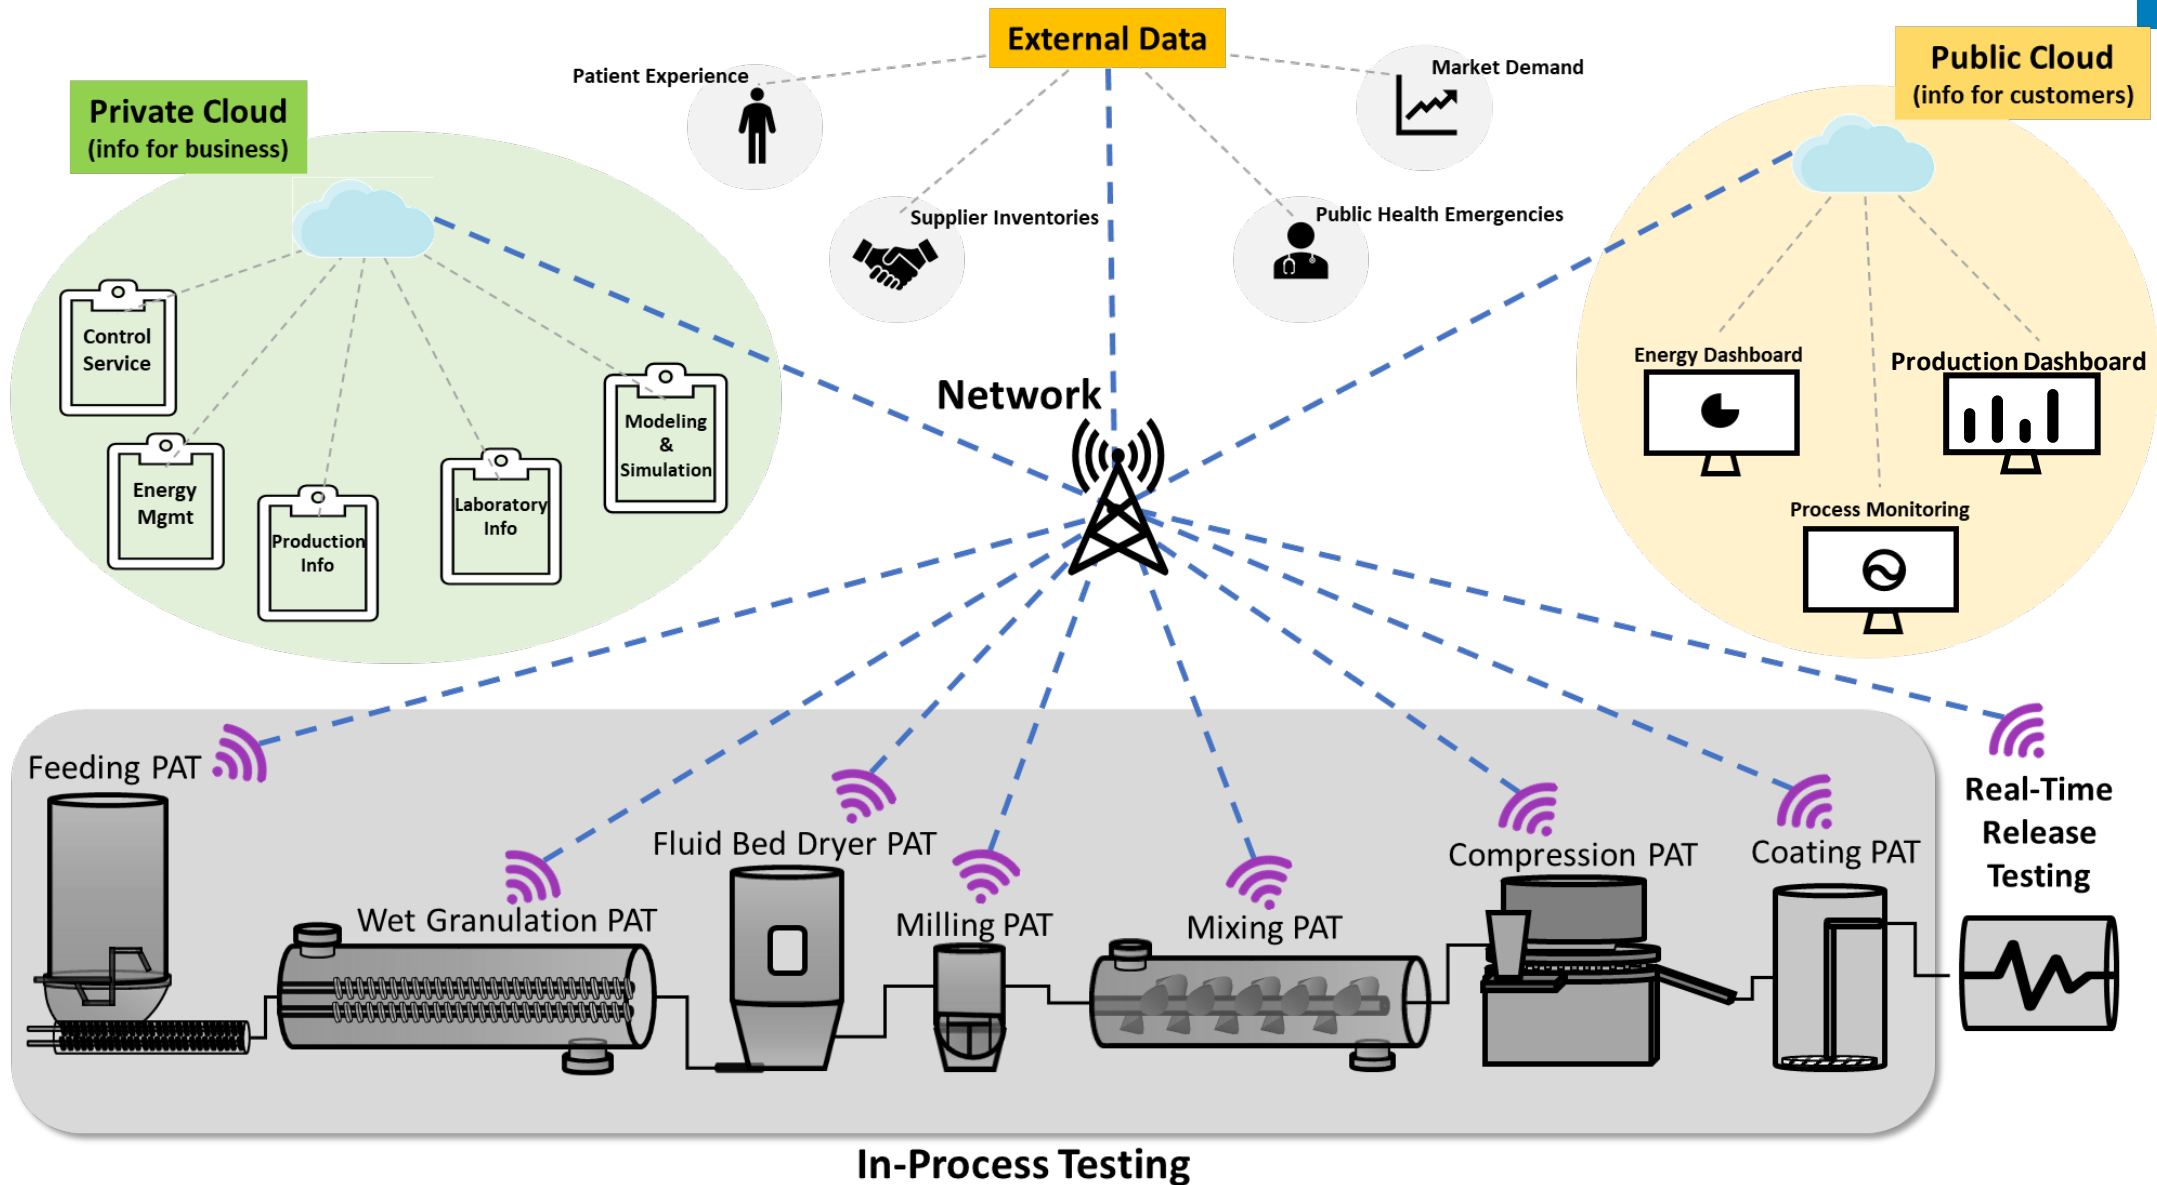 External Data
Public Cloud
(info for customers)
Patient Experience
Market Demand
Private Cloud
(info for business)
Supplier Inventories
Public Health Emergencies
Control
Service
Energy
Mgmt
Production
Info
Laboratory
Info
Modeling
&
Simulation
Network
Energy Dashboard
Production Dashboard
Process Monitoring
Feeding PAT
Wet Granulation PAT
Fluid Bed Dryer PAT
Milling PAT
Mixing PAT
Compression PAT
Coating PAT
Real-Time
Release
Testing
In-Process Testing